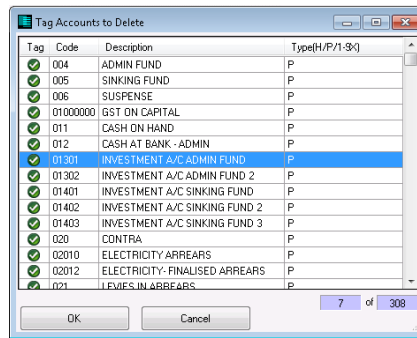 Tag Accounts to Delete
Tag Code Description Type(H/P/1-9X)
004 ADMIN FUND P
005 SINKING FUND P
006 SUSPENSE P
01000000 GST ON CAPITAL P
011 CASH ON HAND P
012 CASH AT BANK - ADMIN P
01301 INVESTMENT A/C ADMIN FUND P
01302 INVESTMENT A/C ADMIN FUND 2 P
01401 INVESTMENT A/C SINKING FUND P
01402 INVESTMENT A/C SINKING FUND 2 P
01403 INVESTMENT A/C SINKING FUND 3 P
020 CONTRA P
02010 ELECTRICITY ARREARS P
02012 ELECTRICITY- FINALISED ARREARS P
021 LEVIES IN ARREARS P
7 of 308
OK Cancel